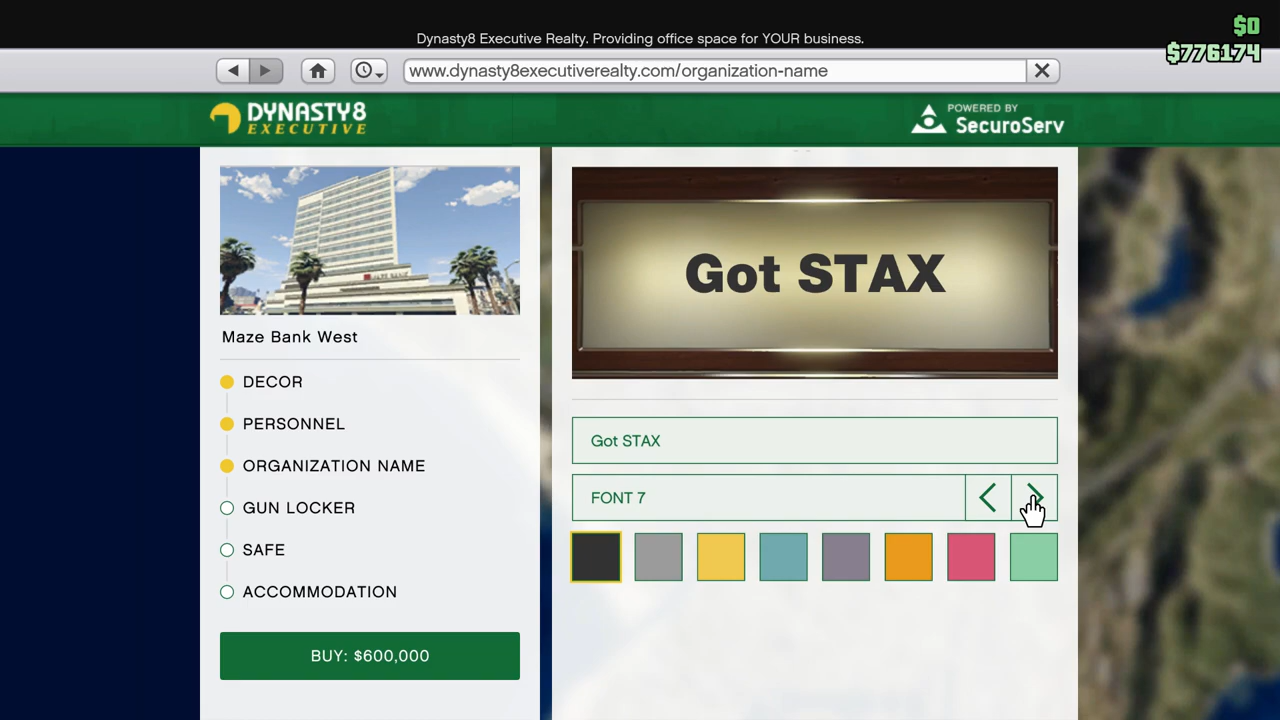 $0
Dynasty8 Executive Realty. Providing office space for YOUR business.
$776174
www.dynasty8executiverealty.com/organization-name
DYNASTY8
EXECUTIVE
POWERED BY
SecuroServ
MAZE BANK
Maze Bank West
DECOR
PERSONNEL
ORGANIZATION NAME
GUN LOCKER
SAFE
ACCOMMODATION
BUY: $600,000
Got STAX
Got STAX
FONT 7